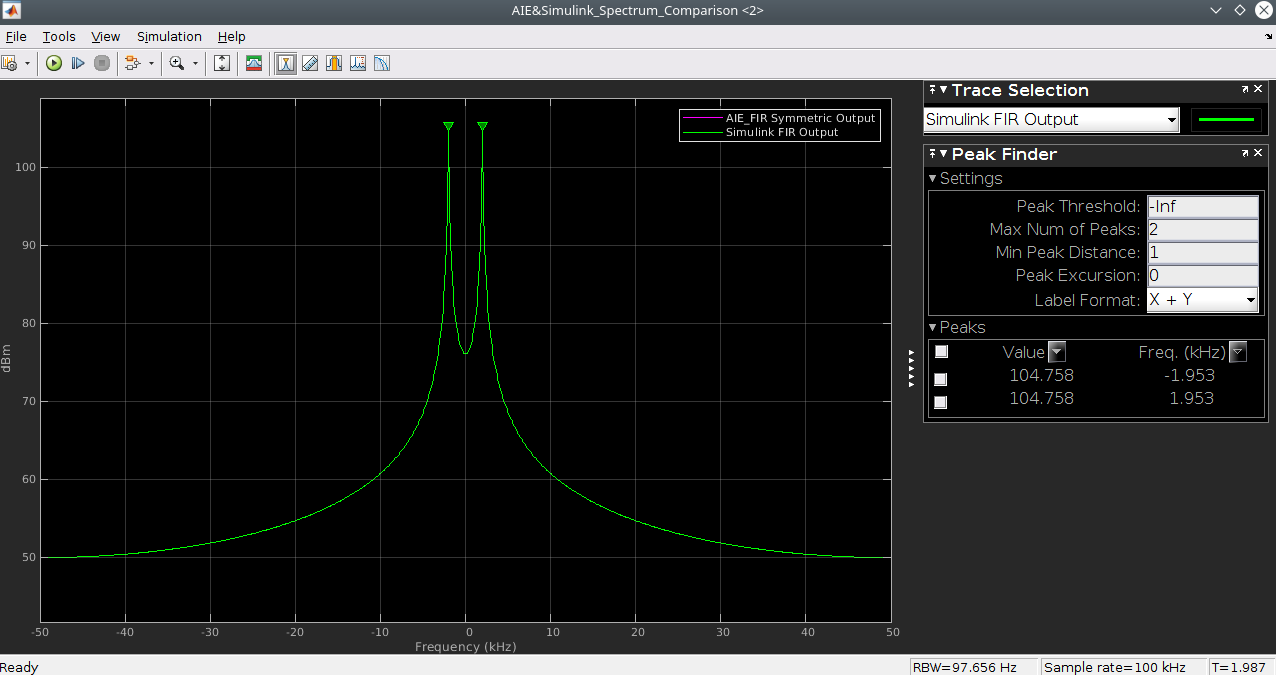 AIE&Simulink_Spectrum_Comparison <2>
File Tools View Simulation Help
AIE_FIR Symmetric Output
Simulink FIR Output
100
90
80
70
60
50
dBm
-50 -40 -30 -20 -10 0 10 20 30 40 50
Frequency (kHz)
Trace Selection
Simulink FIR Output
Peak Finder
Settings
Peak Threshold: -Inf
Max Num of Peaks: 2
Min Peak Distance: 1
Peak Excursion: 0
Label Format: X + Y
Peaks
Value Freq. (kHz)
104.758 -1.953
104.758 1.953
Ready RBW=97.656 Hz Sample rate=100 kHz T=1.987